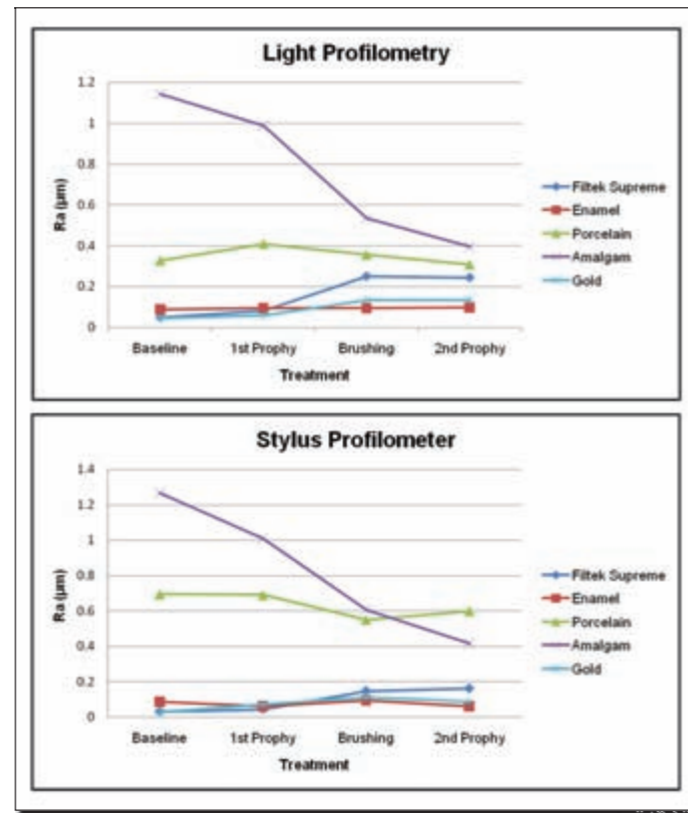 Light Profilometry
1.2
1
0.8
0.6
0.4
0.2
0
Ra (µm)
Baseline
1st Prophy
Brushing
2nd Prophy
Treatment
Filtek Supreme
Enamel
Porcelain
Amalgam
Gold
Stylus Profilometer
1.4
1.2
1
0.8
0.6
0.4
0.2
0
Ra (µm)
Baseline
1st Prophy
Brushing
2nd Prophy
Treatment
Filtek Supreme
Enamel
Porcelain
Amalgam
Gold